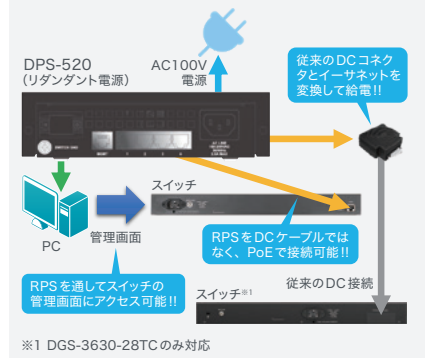 DPS-520
(リダンダント電源)
AC100V
電源
従来のDCコネク
タとイーサネットを
変換して給電!!
スイッチ
PC
管理画面
RPSをDCケーブルでは
なく、PoEで接続可能!!
RPSを通してスイッチの
管理画面にアクセス可能!!
従来のDC接続
スイッチ※1
※1 DGS-3630-28TCのみ対応